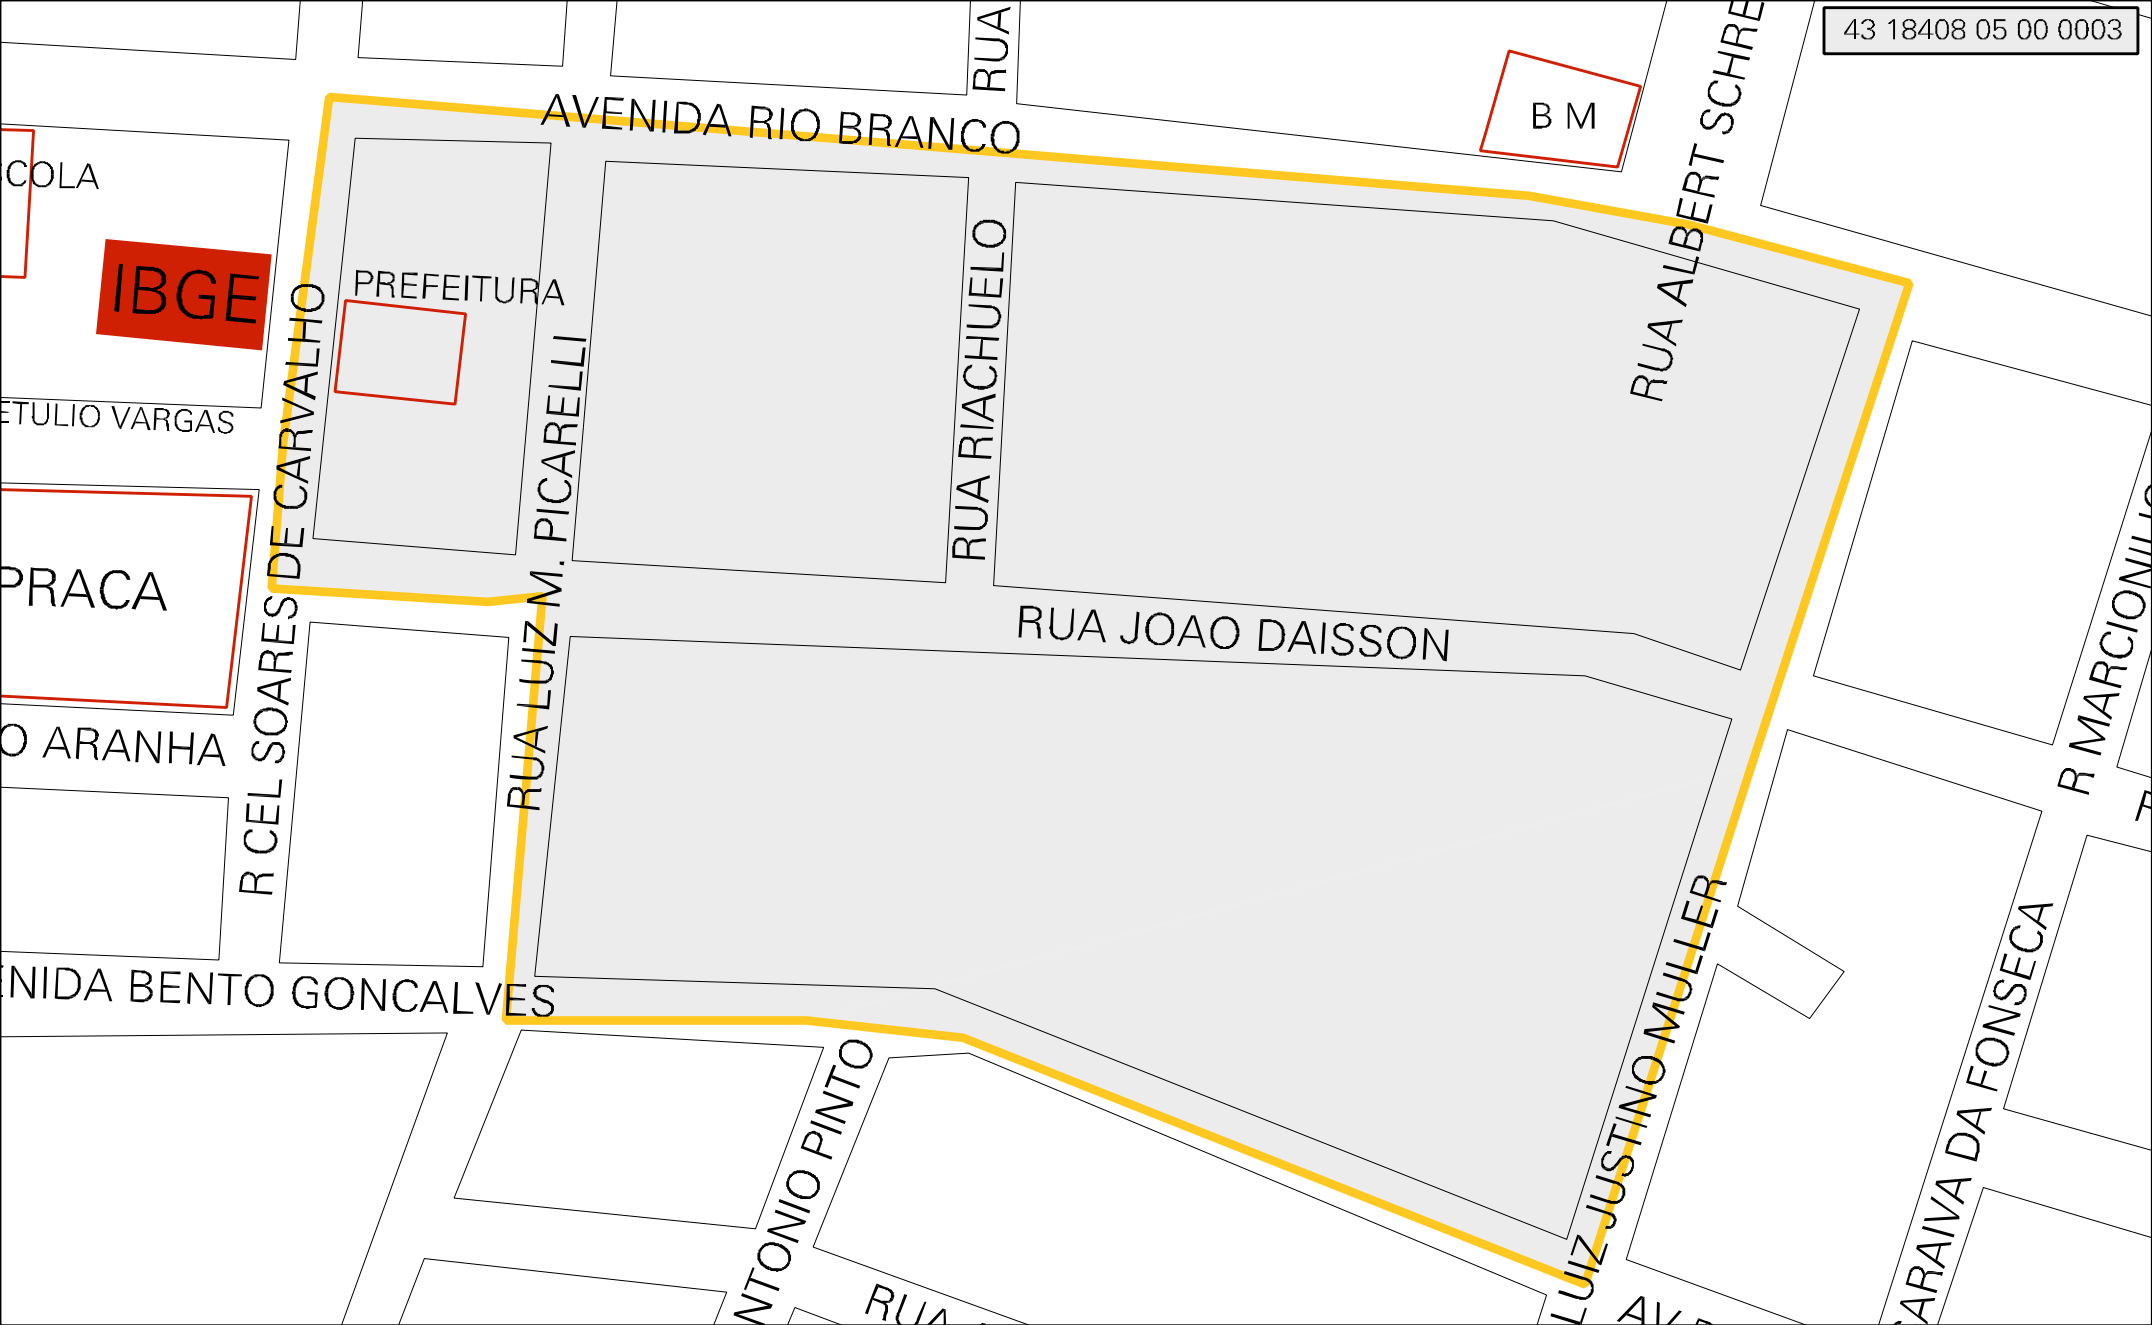 43 18408 05 00 0003
RUA
B M
AVENIDA RIO BRANCO
RUA ALBERT SCHRE
COLA
IBGE
PREFEITURA
ETULIO VARGAS
R CEL SOARES DE CARVALHO
RUA LUIZ M. PICARELLI
RUA RIACHUELO
PRACA
RUA JOAO DAISSON
R MARCIONILIO
O ARANHA
R
ENIDA BENTO GONCALVES
LUIZ JUSTINO MULLER
ARAIVA DA FONSECA
NTONIO PINTO
RUA
AV